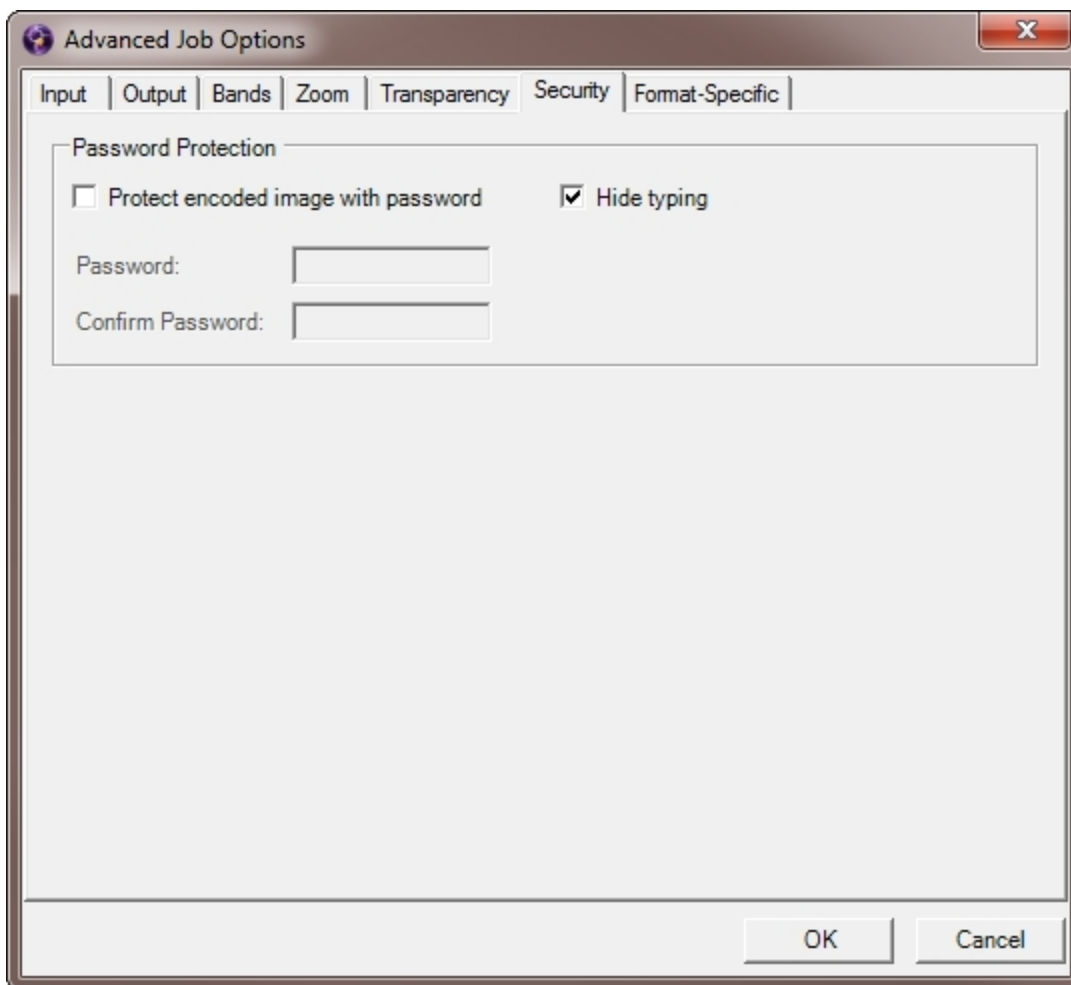 Advanced Job Options
Input Output Bands Zoom Transparency Security Format-Specific
Password Protection
Protect encoded image with password Hide typing
Password:
Confirm Password:
OK Cancel